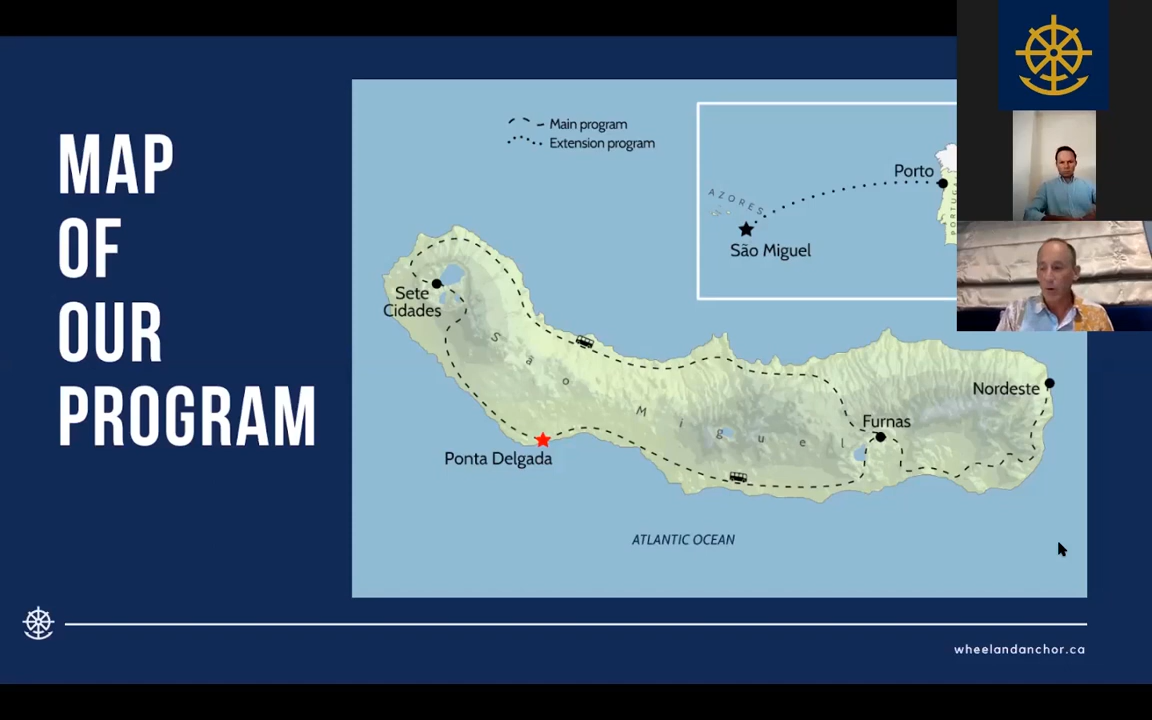 MAP
OF
OUR
PROGRAM
Main program
Extension program
Porto
AZORES
PORTUGAL
São Miguel
Sete
Cidades
São Miguel
Nordeste
Furnas
Ponta Delgada
ATLANTIC OCEAN
wheelandanchor.ca